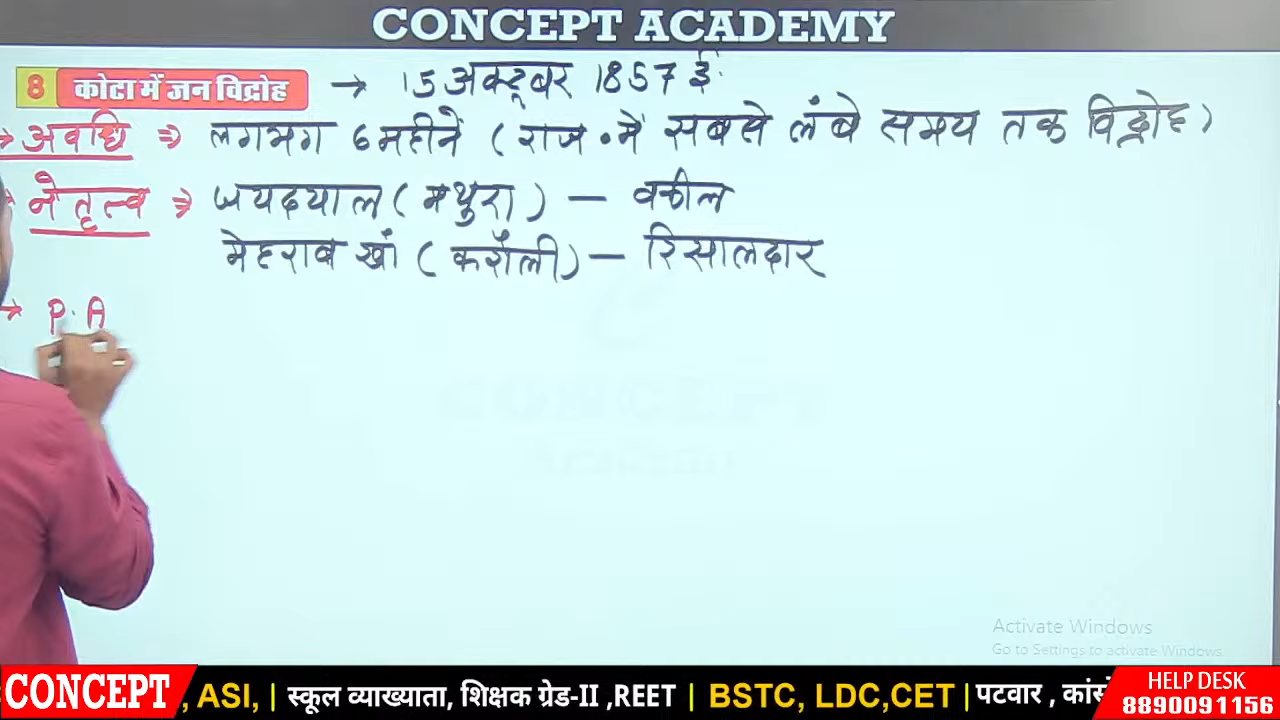 CONCEPT ACADEMY
8 कोटा में जन विद्रोह → 15 अक्टूबर 1857 ई.
→ अवधि ⇒ लगभग 6 महीने ( राज. में सबसे लंबे समय तक विद्रोह )
→ नेतृत्व ⇒ जयदयाल ( मथुरा ) – वकील
मेहराब खां ( करौली ) – रिसालदार
→ P. A
CONCEPT
Activate Windows
Go to Settings to activate Windows.
CONCEPT , ASI, | स्कूल व्याख्याता, शिक्षक ग्रेड-II ,REET | BSTC, LDC,CET | पटवार , HELP DESK
8890091156